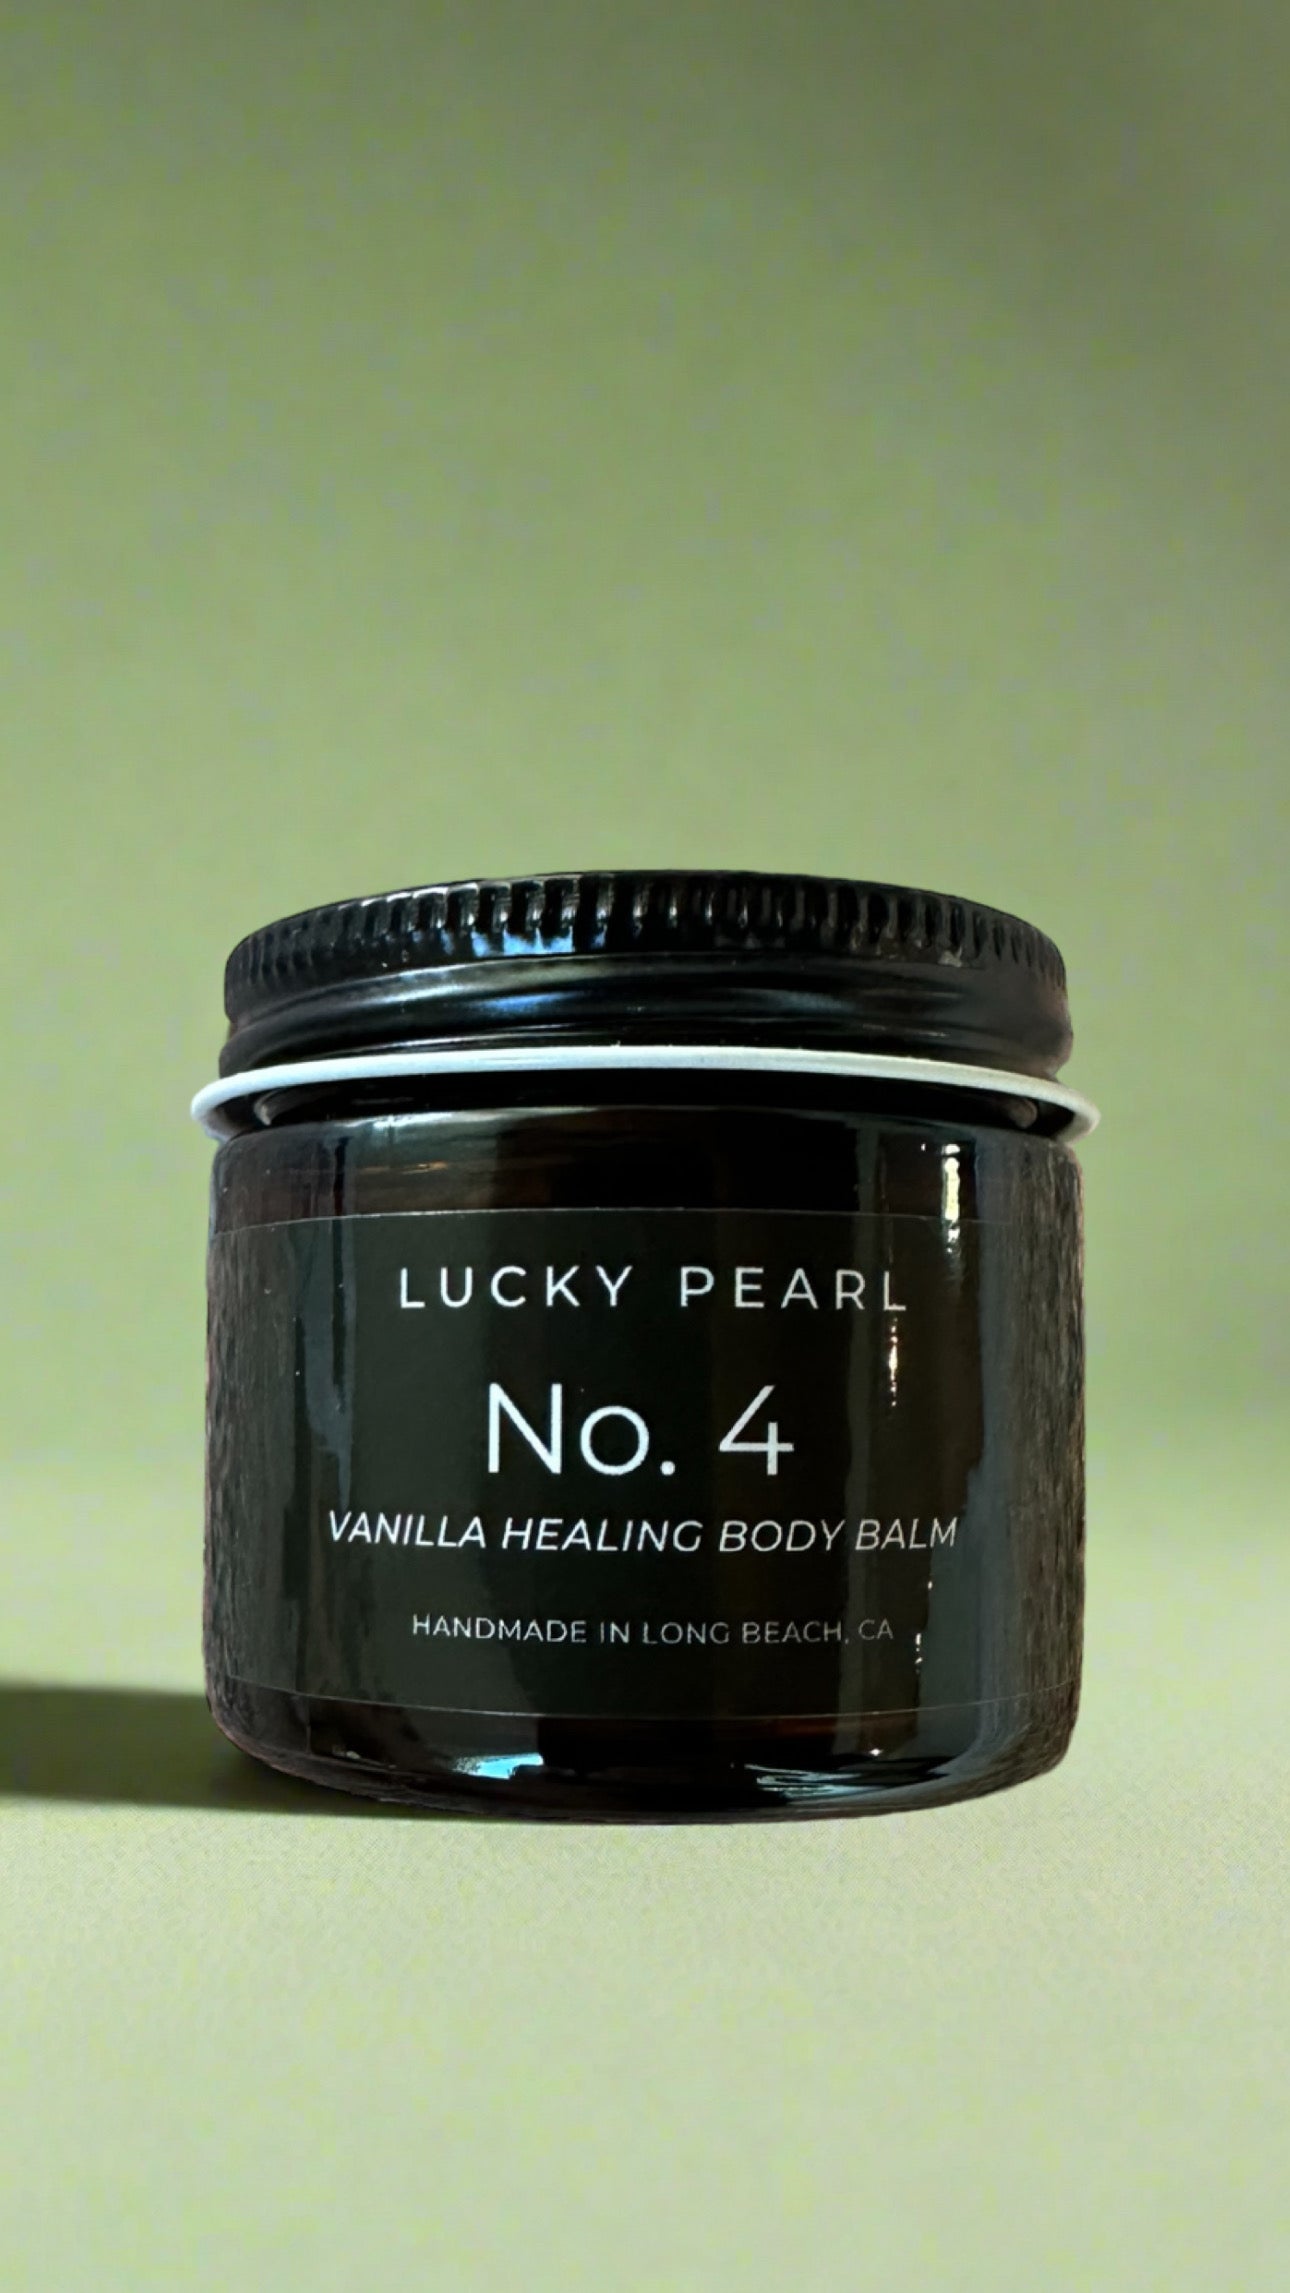 LUCKY PEARL
No. 4
VANILLA HEALING BODY BALM
HANDMADE IN LONG BEACH, CA